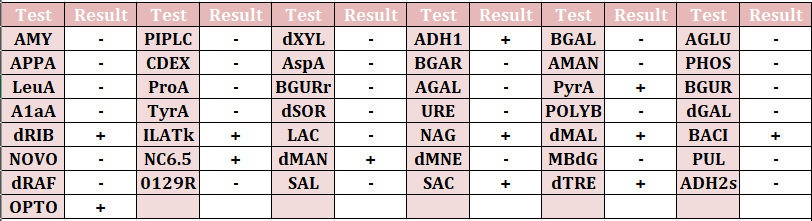 Test Result Test Result Test Result Test Result Test Result Test Result
AMY - PIPLC - dXYL - ADH1 + BGAL - AGLU -
APPA - CDEX - AspA - BGAR - AMAN - PHOS -
LeuA - ProA - BGURr - AGAL - PyrA + BGUR -
A1aA - TyrA - dSOR - URE - POLYB - dGAL -
dRIB + ILATk + LAC - NAG + dMAL + BACI +
NOVO - NC6.5 + dMAN + dMNE - MBdG - PUL -
dRAF - 0129R - SAL - SAC + dTRE + ADH2s -
OPTO +